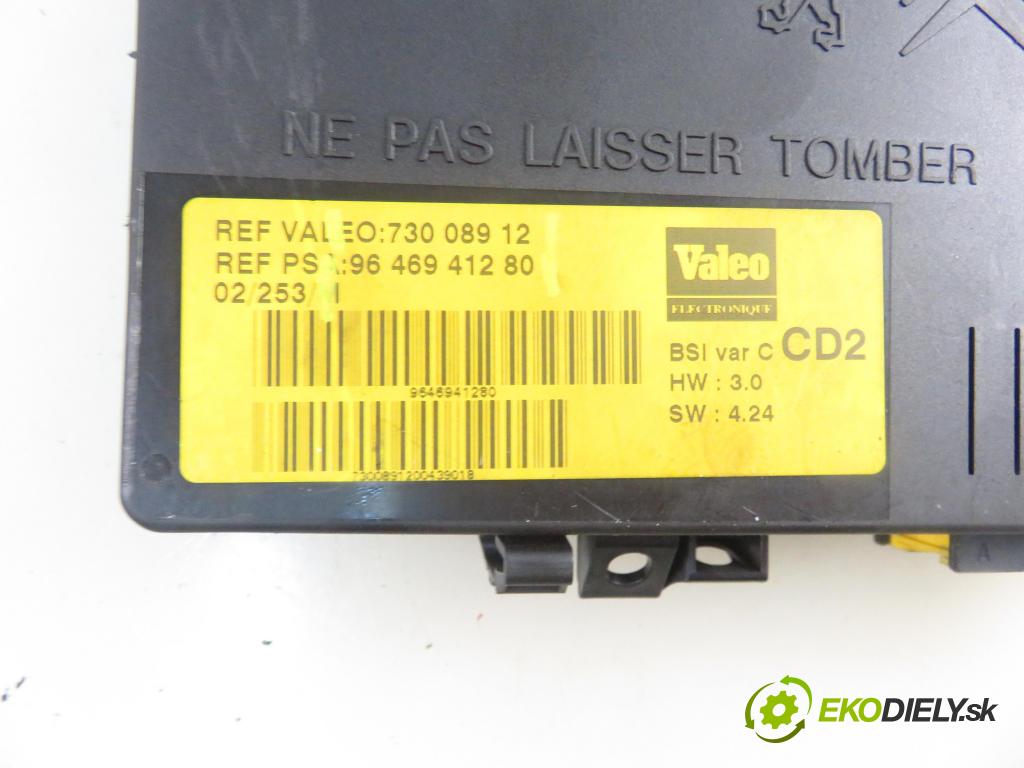 NE PAS LAISSER TOMBER
REF VALEO:730 089 12
REF PSA:96 469 412 80
02/253/M
Valeo
ELECTRONIQUE
BSI var C CD2
HW : 3.0
SW : 4.24
9646941280
7300891200439018
A
EKODIELY.sk